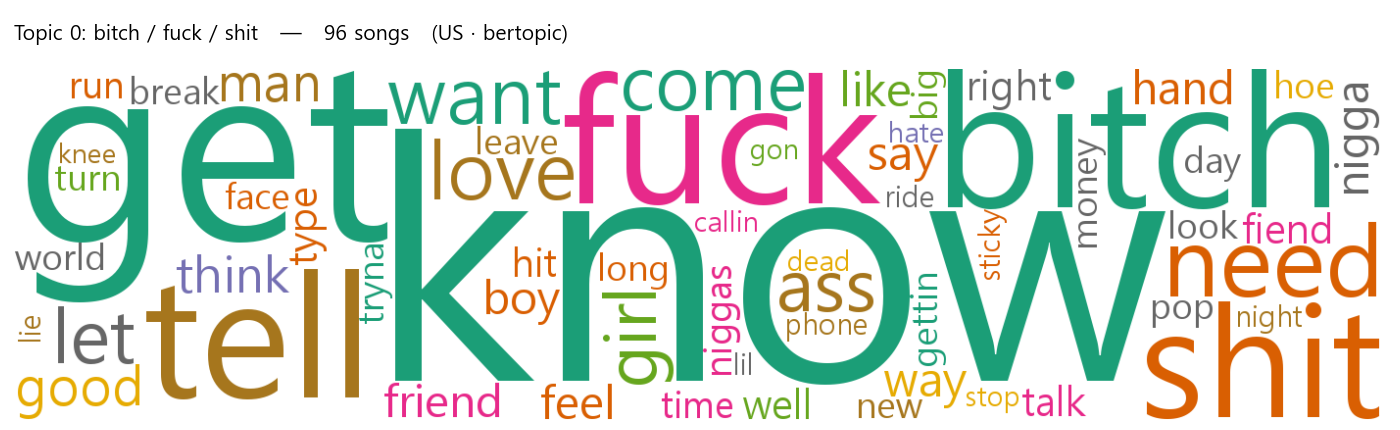 Topic 0: bitch / fuck / shit — 96 songs (US · bertopic)
run break man want come like big right hand hoe
get fuck bitch nigga
knee leave love gon hate say money day
turn face type ride
world think tryna know callin sticky look fiend
hit long dead need
boy ass
lie let tell girl niggas phone gettin pop night
lil shit
good friend feel time well new way stop talk